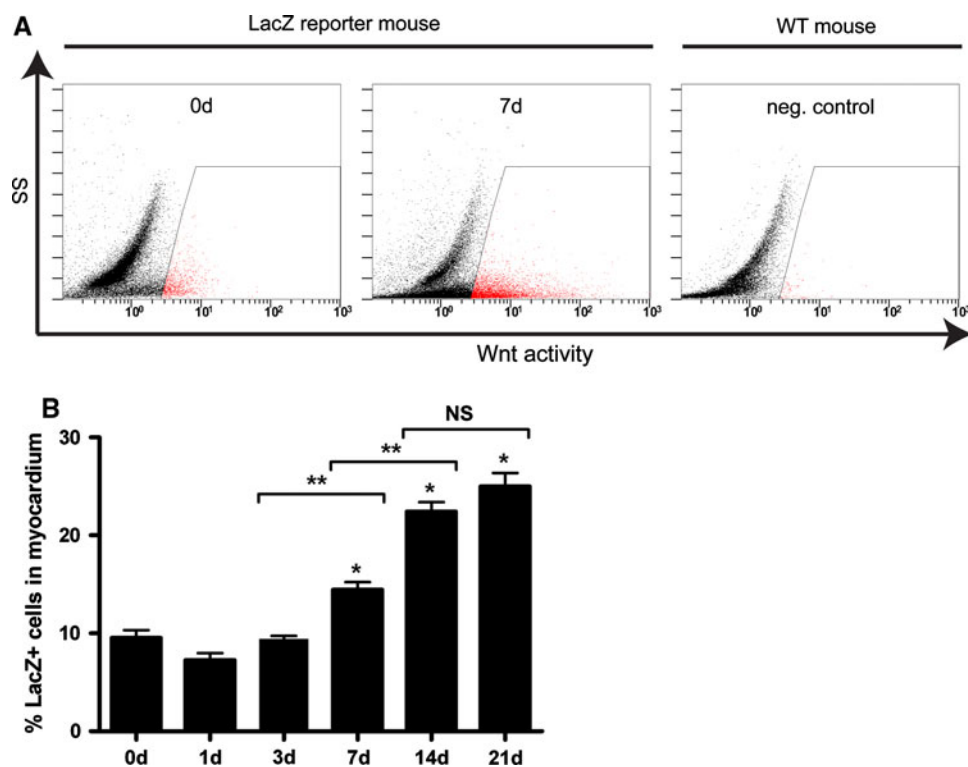 A
LacZ reporter mouse WT mouse
0d 7d neg. control
SS
10⁰ 10¹ 10² 10³ 10⁰ 10¹ 10² 10³ 10⁰ 10¹ 10² 10³
Wnt activity
B
NS
**
**
* * *
% LacZ+ cells in myocardium
30
20
10
0
0d 1d 3d 7d 14d 21d